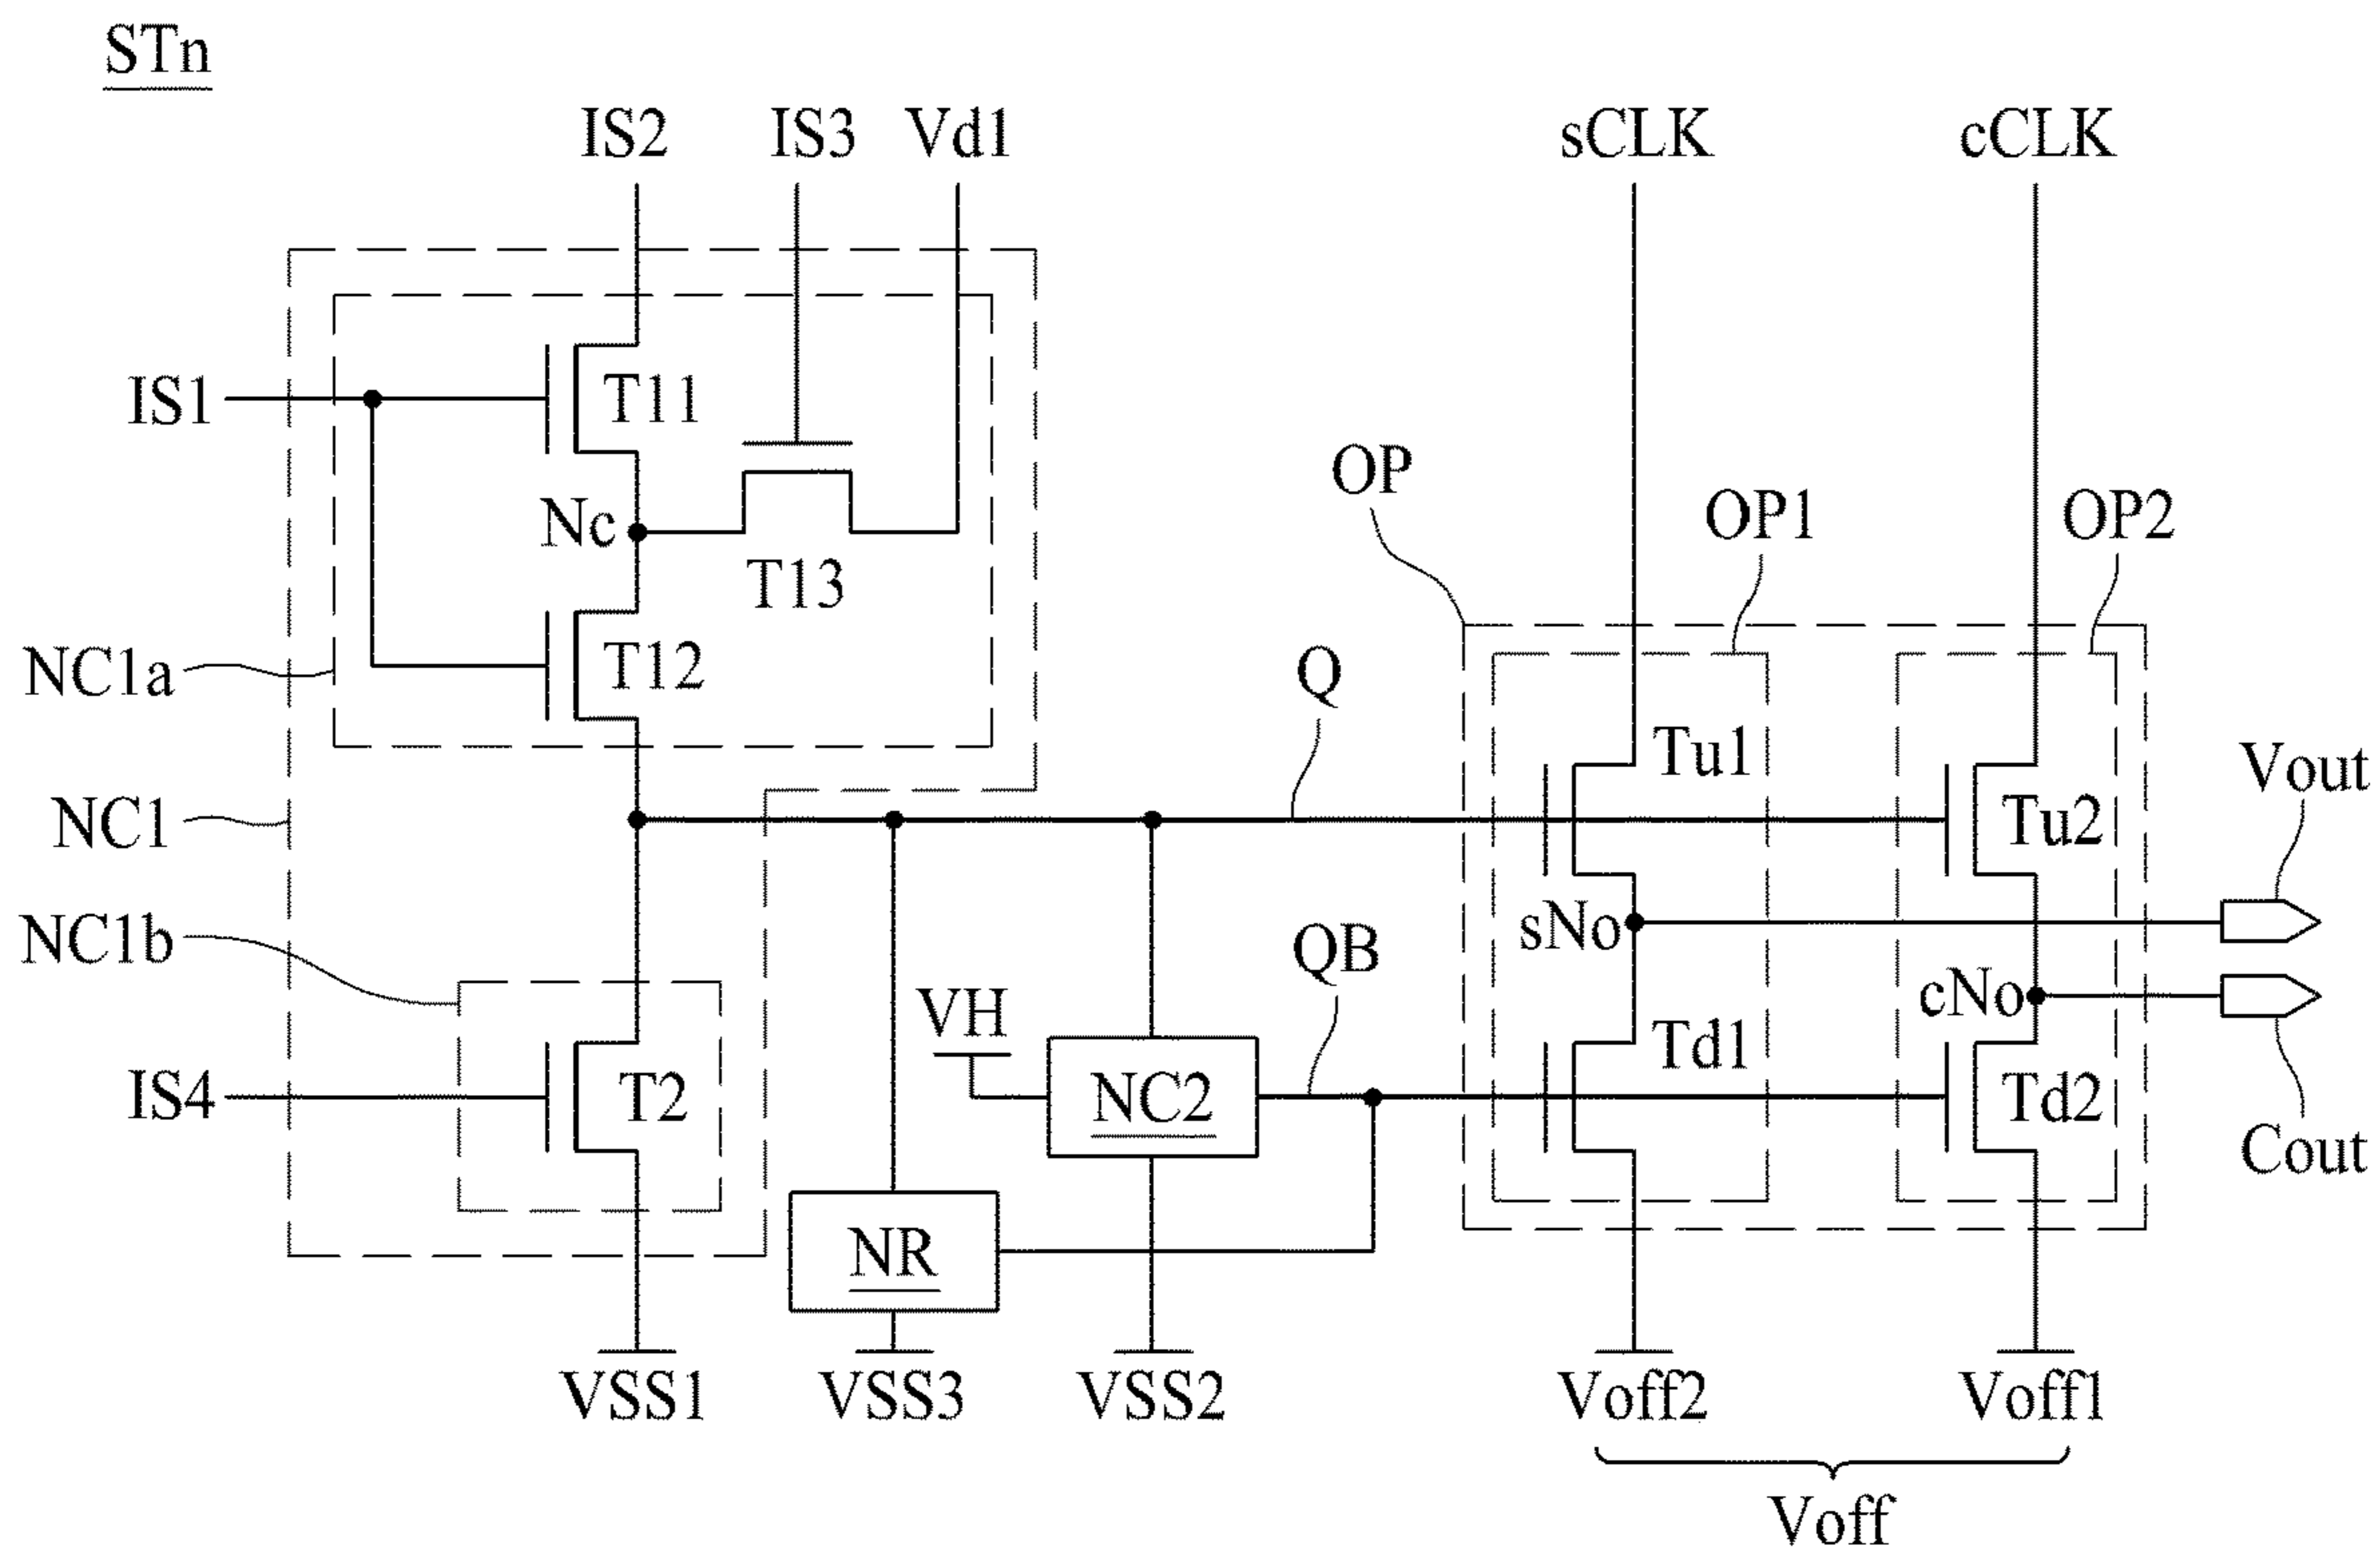 STn
IS2 IS3 Vd1 sCLK cCLK
IS1 T11
OP OP1 OP2
Nc T13
NC1a T12 Q
Tu1 Vout
NC1 Tu2
NC1b sNo
QB cNo
VH Td1
IS4 T2 NC2 Td2 Cout
NR
VSS1 VSS3 VSS2 Voff2 Voff1
Voff